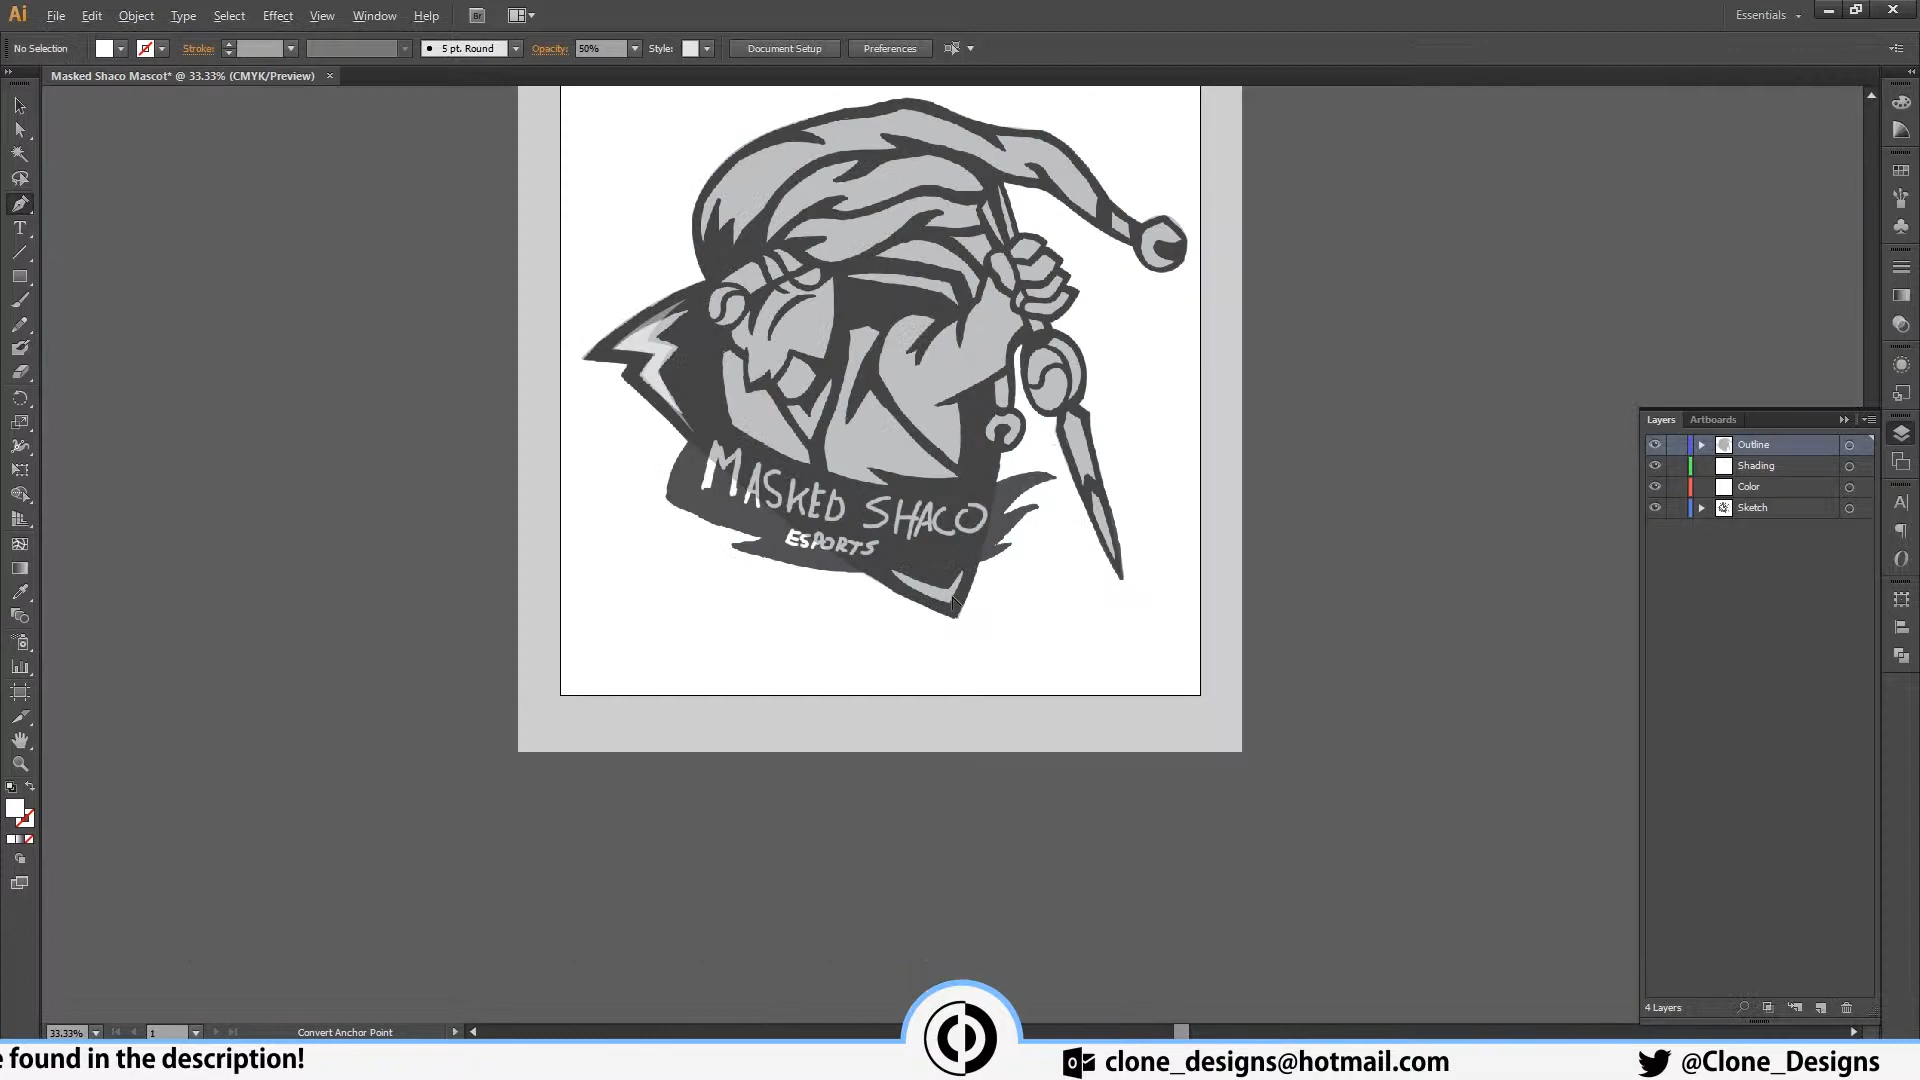 Ai File Edit Object Type Select Effect View Window Help Br Essentials
No Selection Stroke: 5 pt. Round Opacity: 50% Style: Document Setup Preferences
Masked Shaco Mascot* @ 33.33% (CMYK/Preview)
MASKED SHACO
ESPORTS
Layers Artboards
Outline
Shading
Color
Sketch
4 Layers
33.33% 1 Convert Anchor Point
e found in the description!
clone_designs@hotmail.com
@Clone_Designs